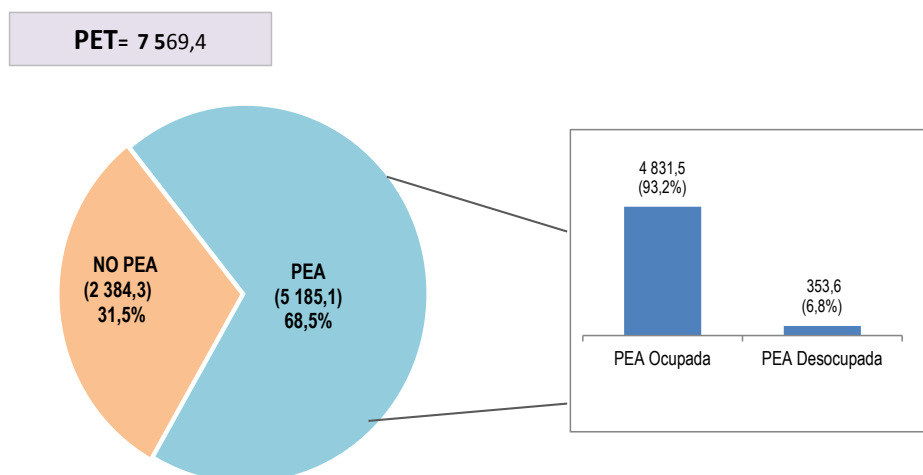 PET= 7 569,4
NO PEA
(2 384,3)
31,5%
PEA
(5 185,1)
68,5%
4 831,5
(93,2%)
353,6
(6,8%)
PEA Ocupada
PEA Desocupada